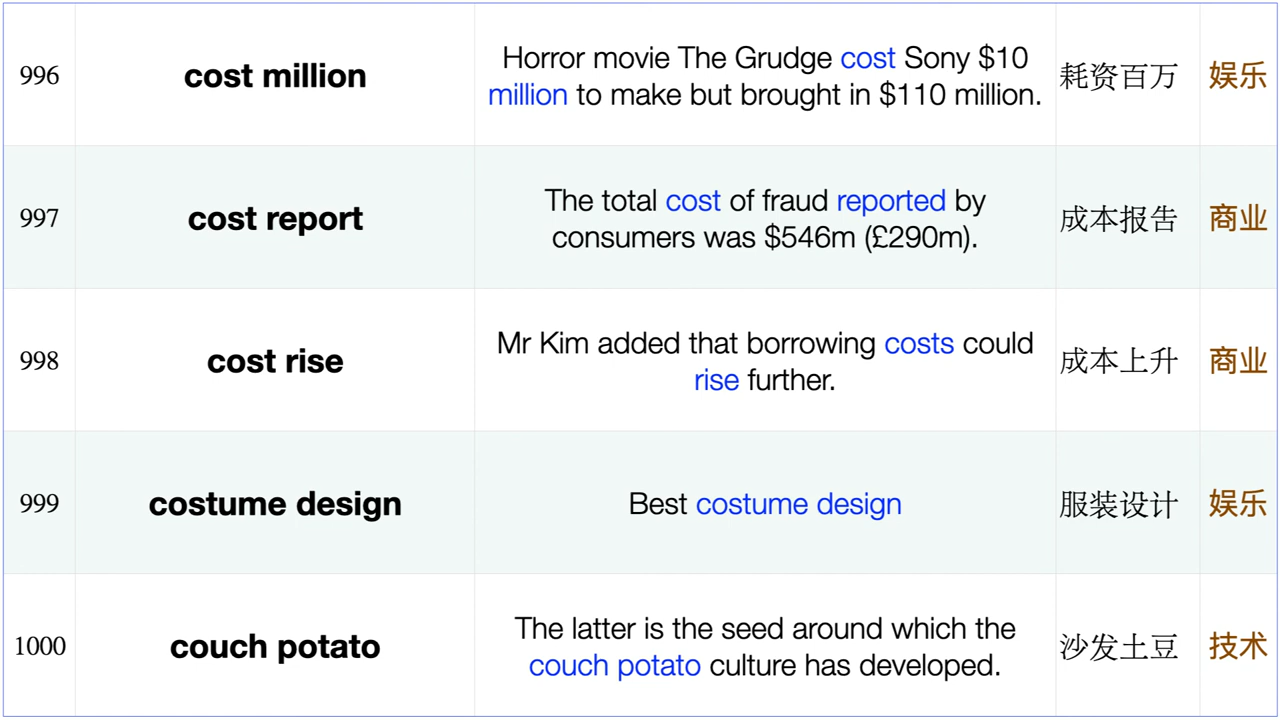 996
cost million
Horror movie The Grudge cost Sony $10
million to make but brought in $110 million.
耗资百万
娱乐
997
cost report
The total cost of fraud reported by
consumers was $546m (£290m).
成本报告
商业
998
cost rise
Mr Kim added that borrowing costs could
rise further.
成本上升
商业
999
costume design
Best costume design
服装设计
娱乐
1000
couch potato
The latter is the seed around which the
couch potato culture has developed.
沙发土豆
技术